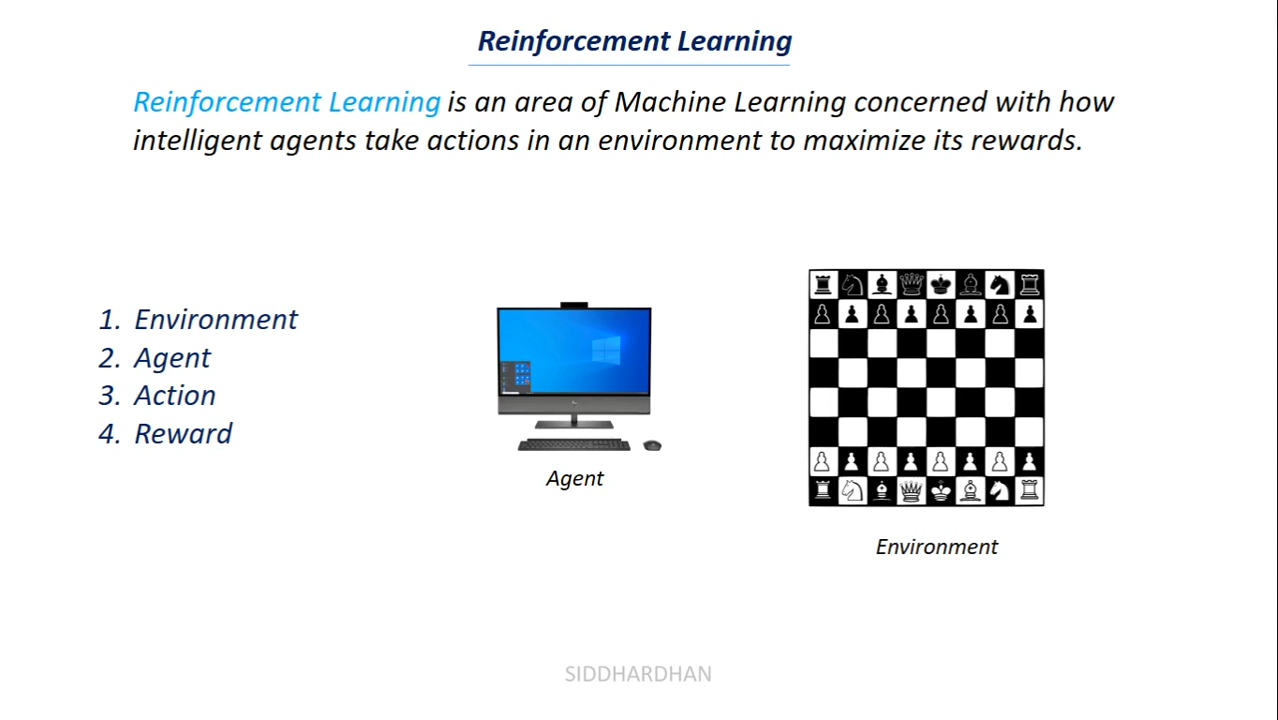 Reinforcement Learning
Reinforcement Learning is an area of Machine Learning concerned with how
intelligent agents take actions in an environment to maximize its rewards.
1. Environment
2. Agent
3. Action
4. Reward
Agent
Environment
SIDDHARDHAN